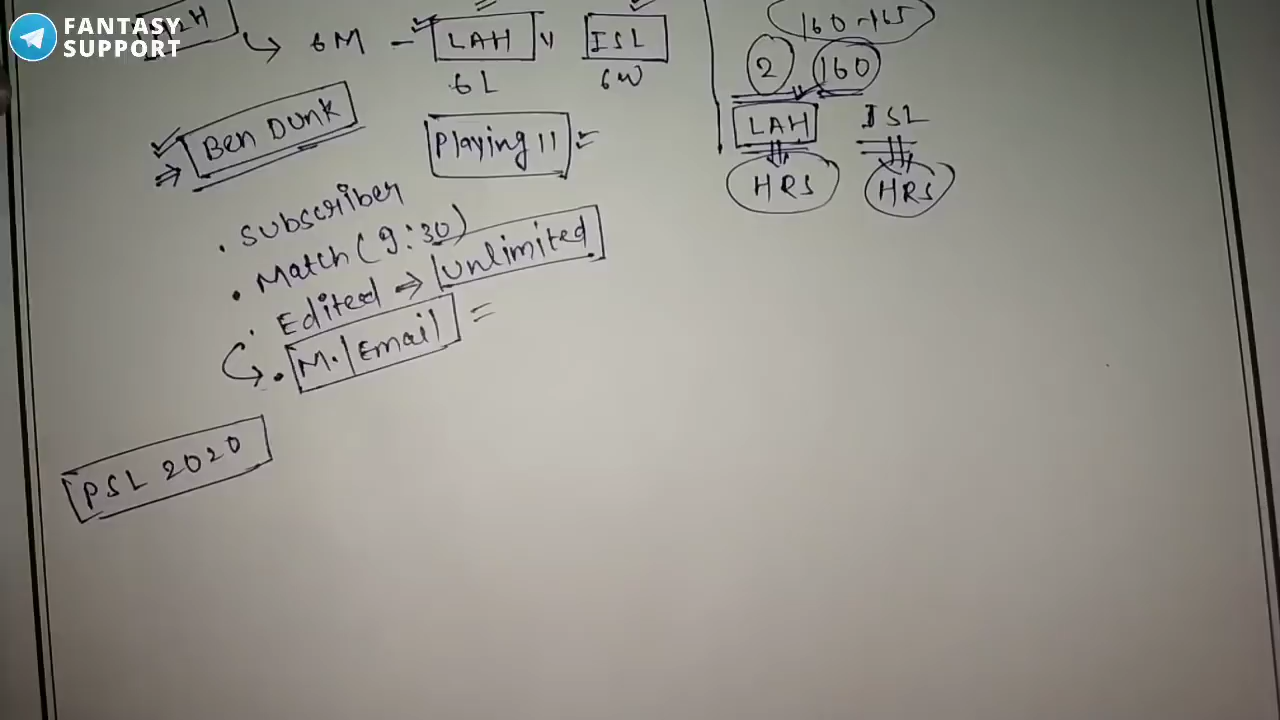 FANTASY
SUPPORT
H2H
6M - LAH v ISL
6L 6W
160-165
2 160
LAH ISL
HRS HRS
Ben Dunk
Playing 11
. Subscriber
. Match (9:30)
. Edited ⇒ Unlimited
. M.|Email =
PSL 2020